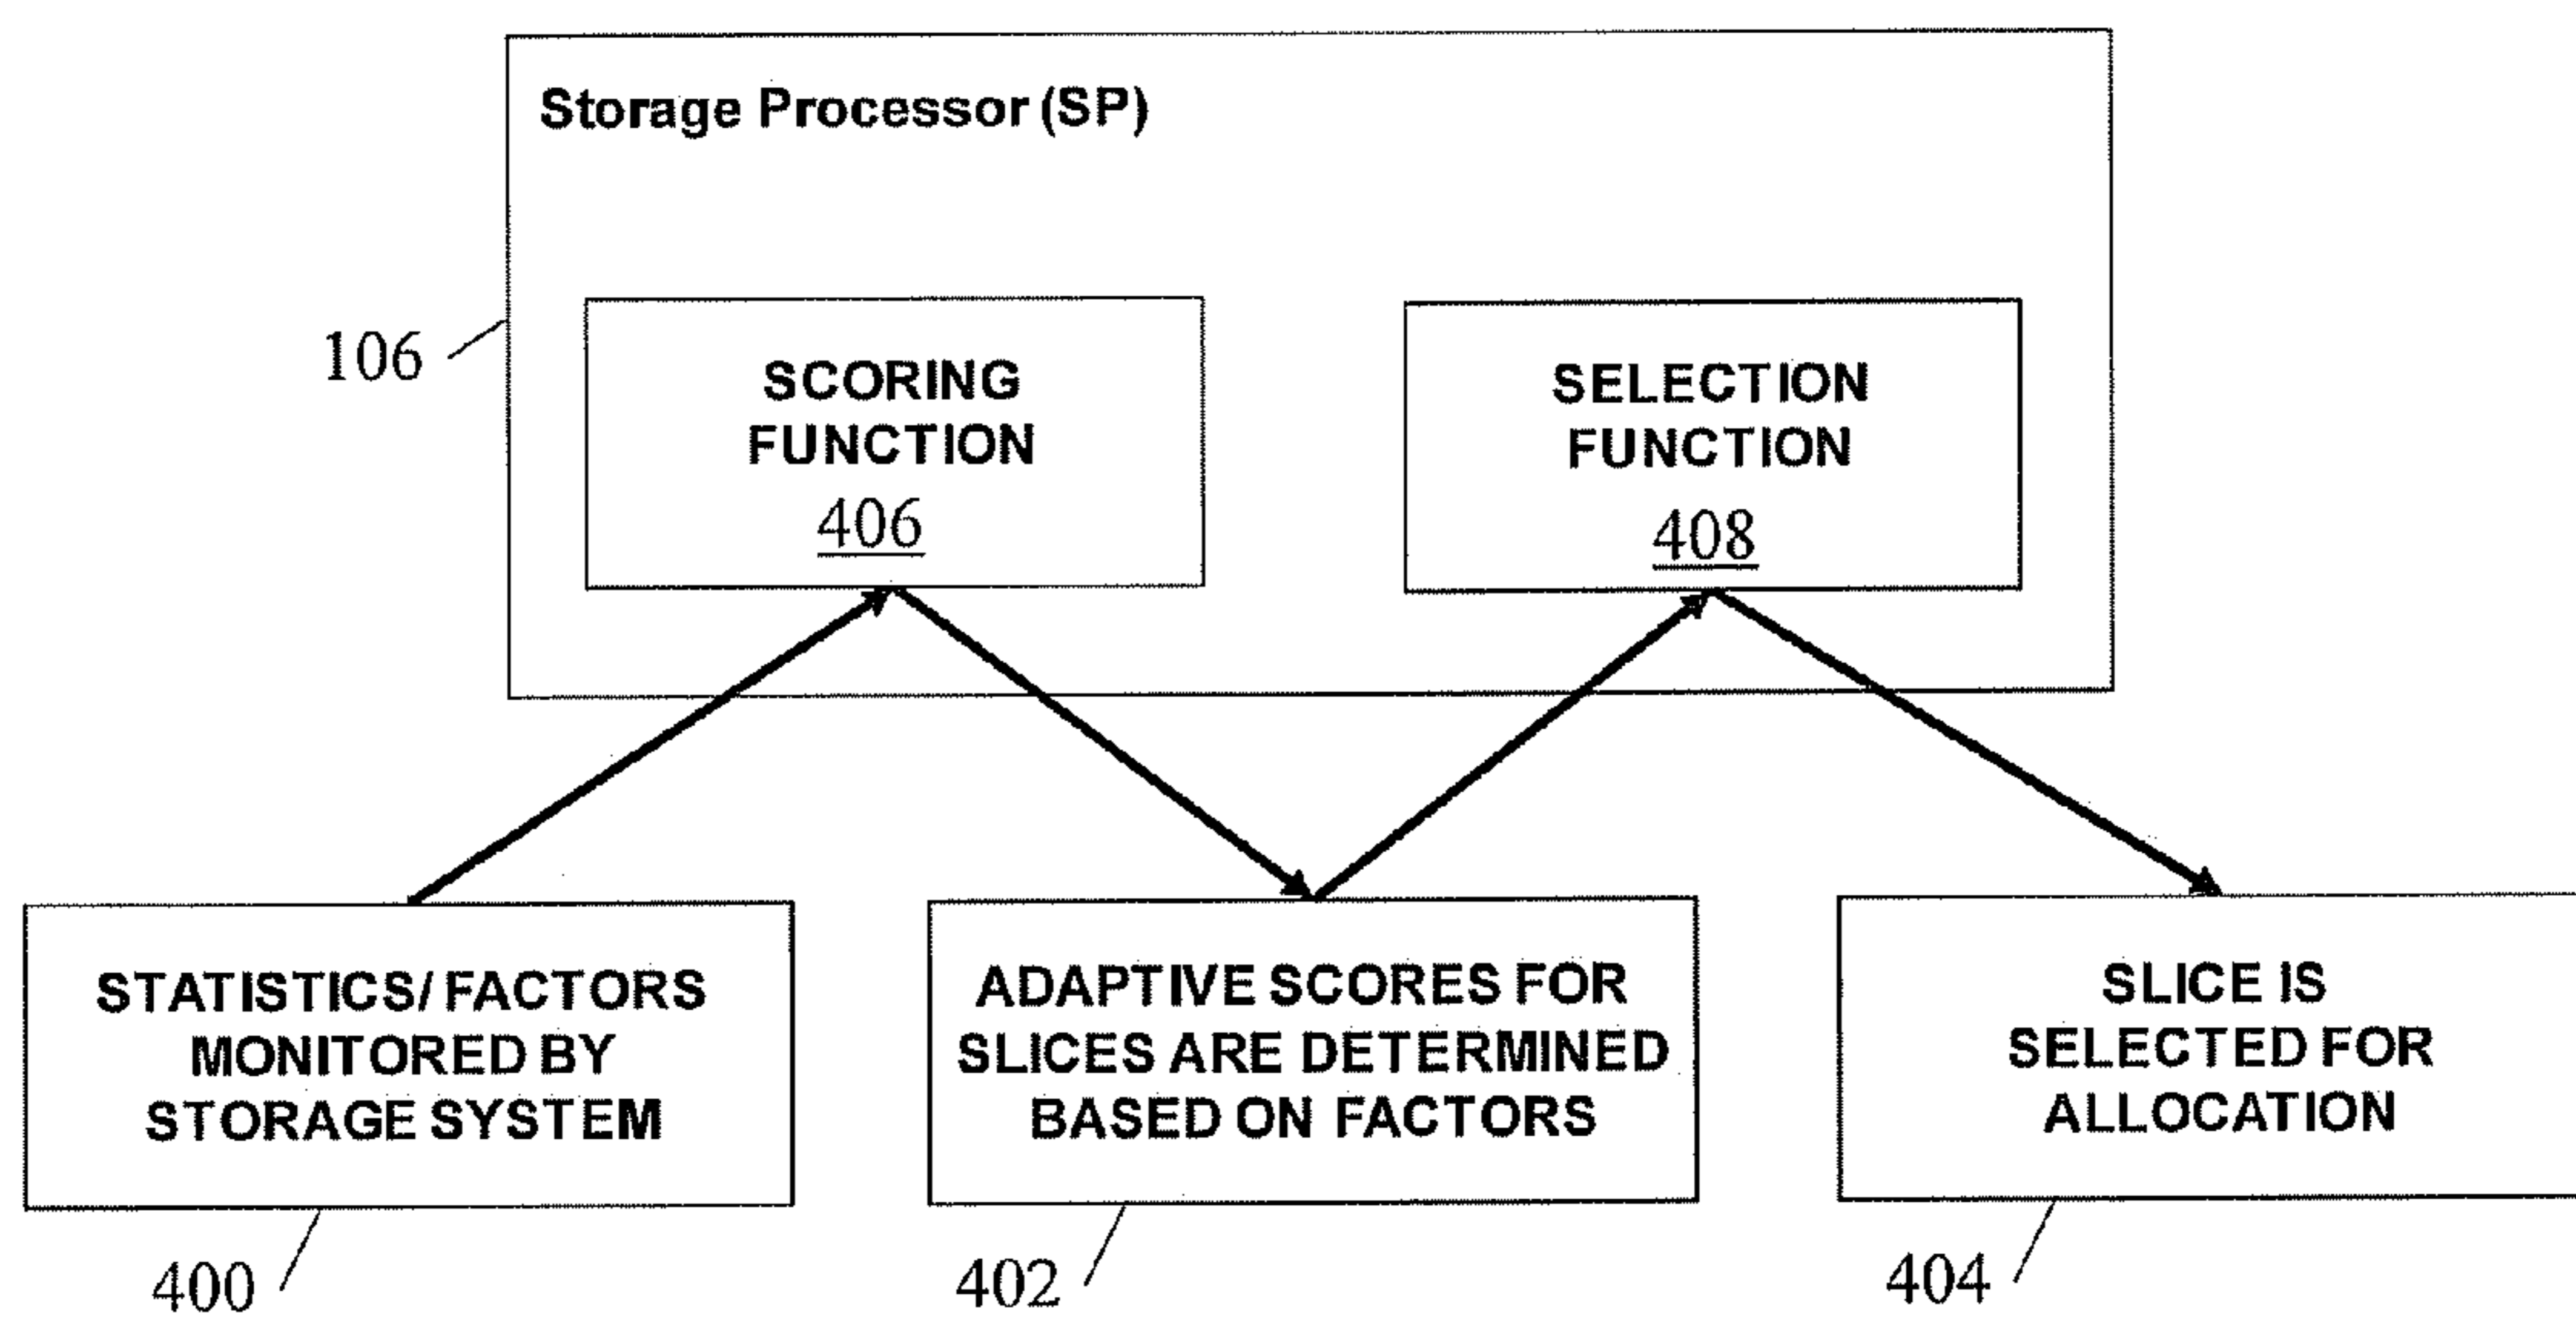 Storage Processor (SP)
106
SCORING
FUNCTION
406
SELECTION
FUNCTION
408
STATISTICS/FACTORS
MONITORED BY
STORAGE SYSTEM
400
ADAPTIVE SCORES FOR
SLICES ARE DETERMINED
BASED ON FACTORS
402
SLICE IS
SELECTED FOR
ALLOCATION
404